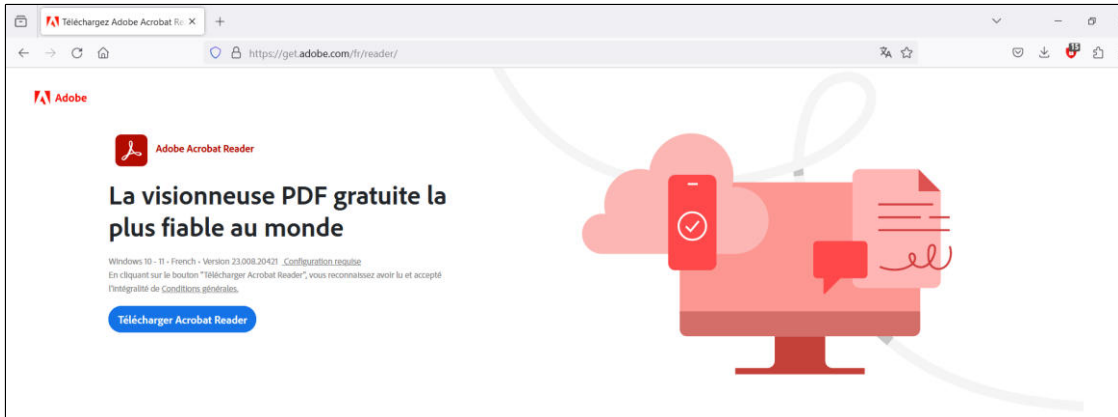 Téléchargez Adobe Acrobat Re
https://get.adobe.com/fr/reader/
15
Adobe
Adobe Acrobat Reader
La visionneuse PDF gratuite la
plus fiable au monde
Windows 10 - 11 - French - Version 23.008.20421 Configuration requise
En cliquant sur le bouton "Télécharger Acrobat Reader", vous reconnaissez avoir lu et accepté
l'intégralité de Conditions générales.
Télécharger Acrobat Reader